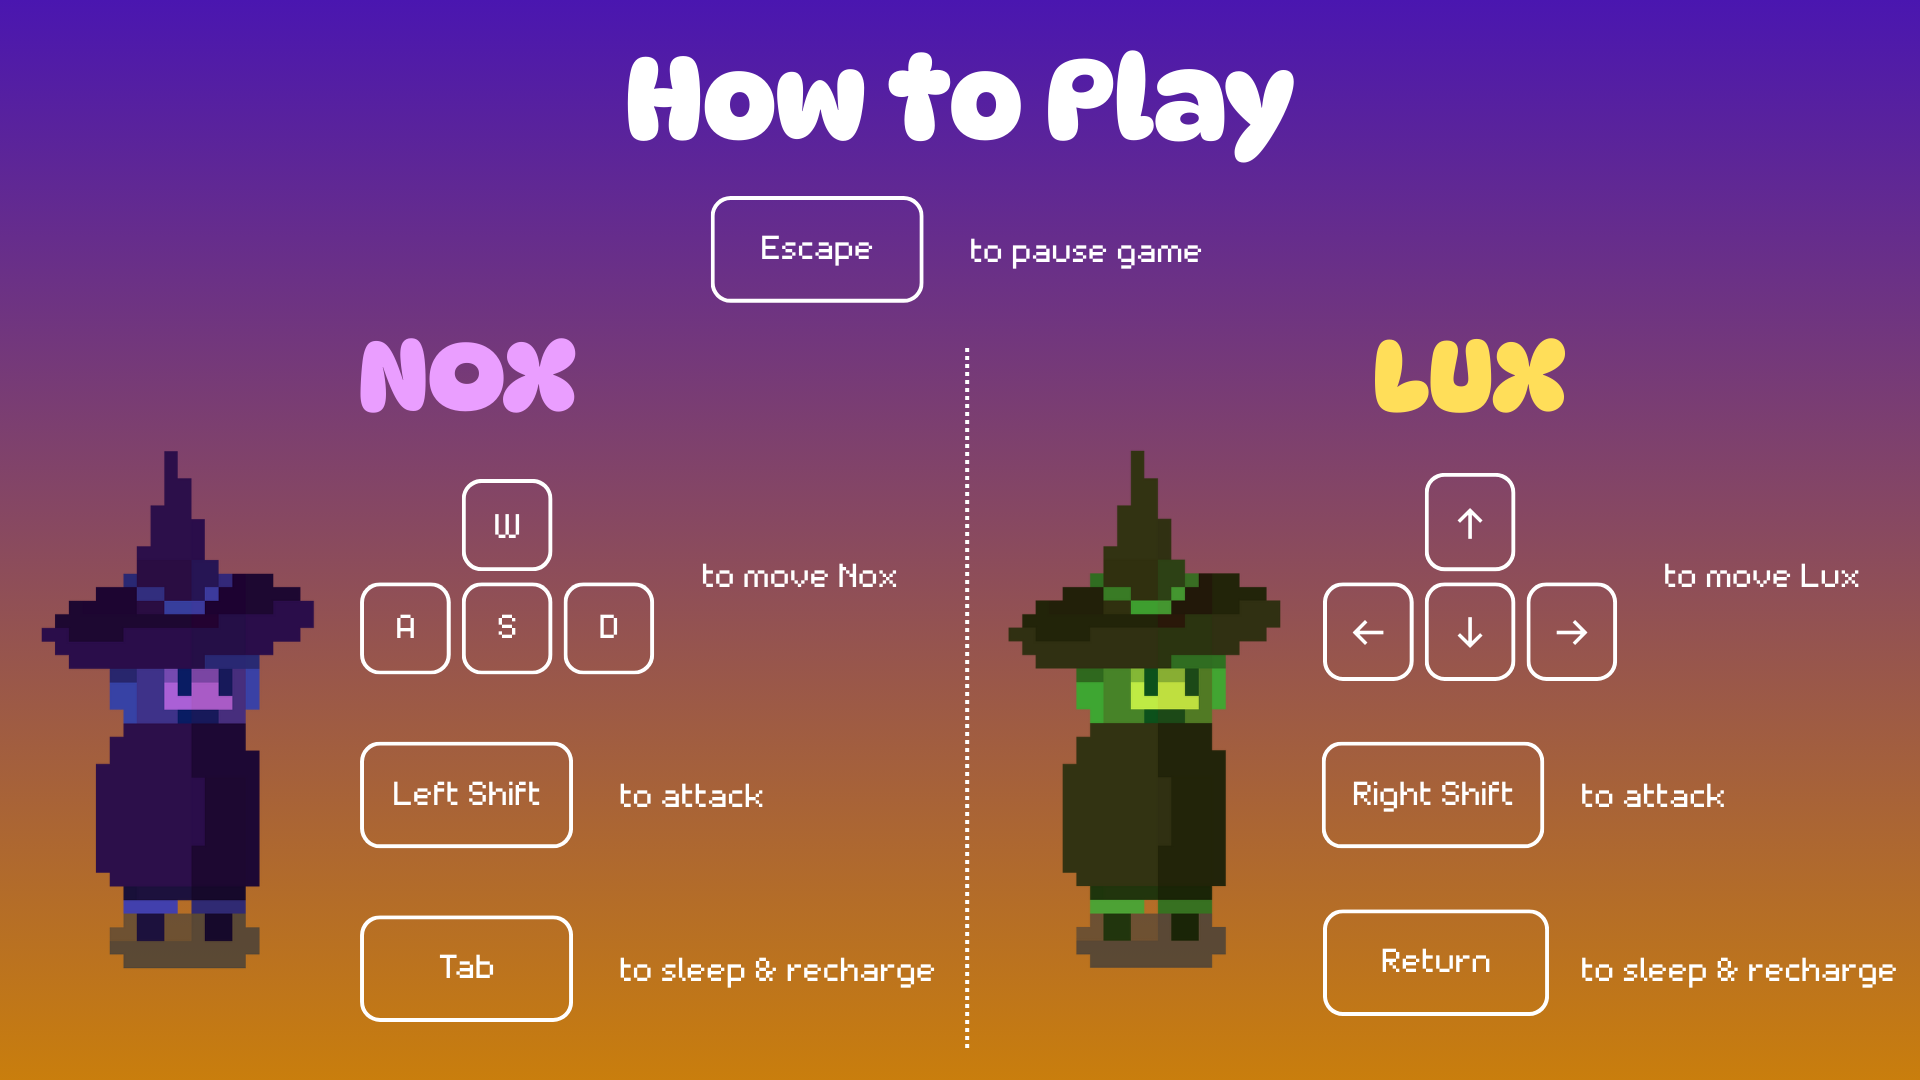 How to Play
Escape to pause game
NOX
W
A S D
to move Nox
Left Shift to attack
Tab to sleep & recharge
LUX
↑
← ↓ →
to move Lux
Right Shift to attack
Return to sleep & recharge